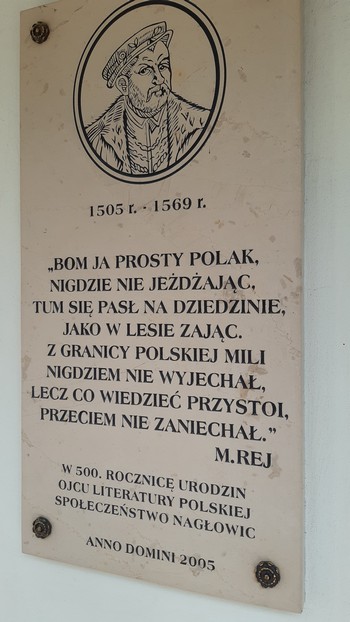 1505 r. - 1569 r.
„BOM JA PROSTY POLAK,
NIGDZIE NIE JEŻDŻAJĄC,
TUM SIĘ PASŁ NA DZIEDZINIE,
JAKO W LESIE ZAJĄC.
Z GRANICY POLSKIEJ MILI
NIGDZIEM NIE WYJECHAŁ,
LECZ CO WIEDZIEĆ PRZYSTOI,
PRZECIEM NIE ZANIECHAŁ.”
M.REJ
W 500. ROCZNICĘ URODZIN
OJCU LITERATURY POLSKIEJ
SPOŁECZEŃSTWO NAGŁOWIC
ANNO DOMINI 2005